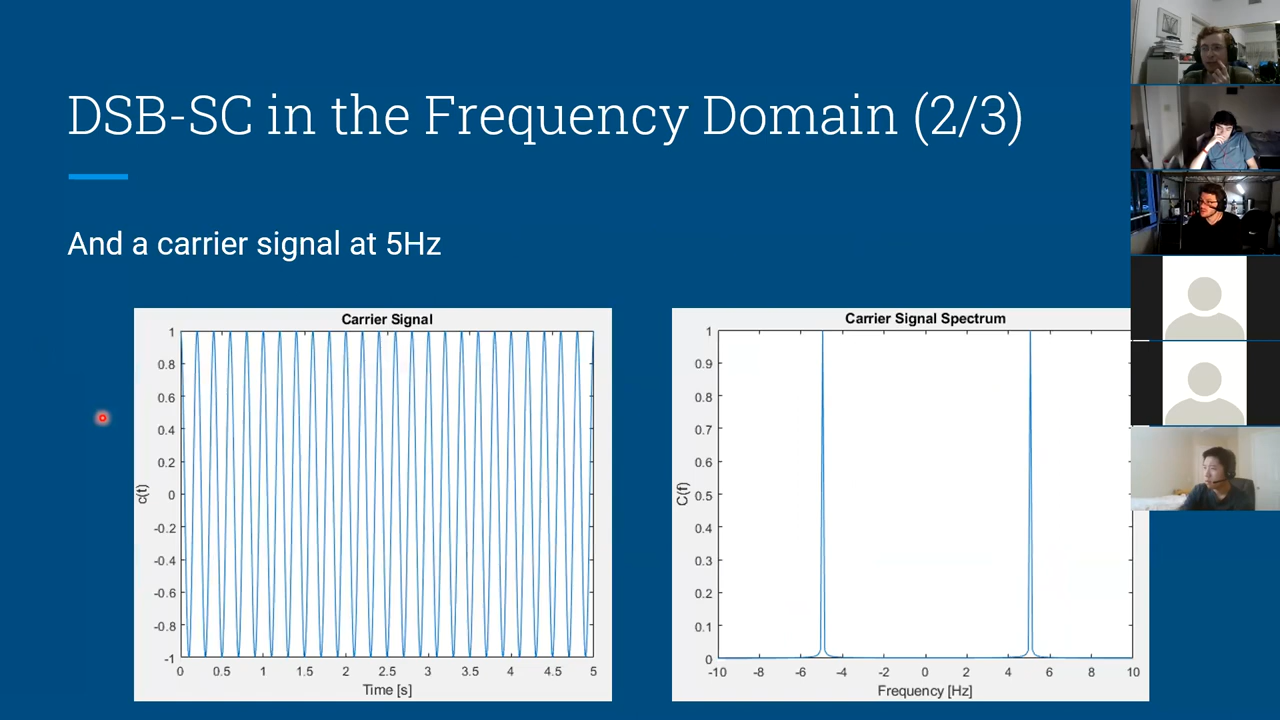 DSB-SC in the Frequency Domain (2/3)
And a carrier signal at 5Hz
Carrier Signal
c(t)
1
0.8
0.6
0.4
0.2
0
-0.2
-0.4
-0.6
-0.8
-1
0 0.5 1 1.5 2 2.5 3 3.5 4 4.5 5
Time [s]
Carrier Signal Spectrum
C(f)
1
0.9
0.8
0.7
0.6
0.5
0.4
0.3
0.2
0.1
0
-10 -8 -6 -4 -2 0 2 4 6 8 10
Frequency [Hz]